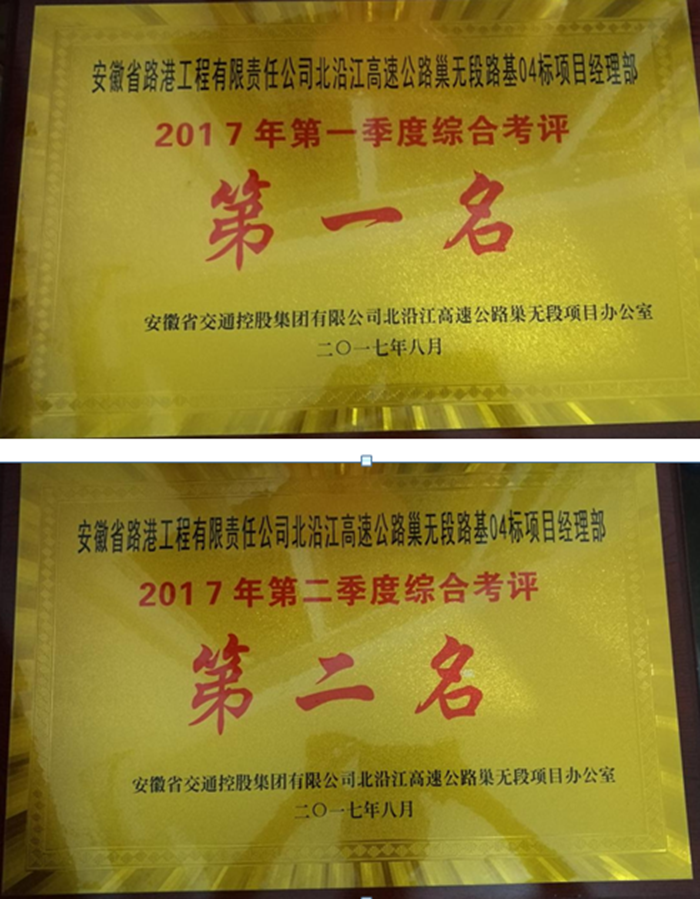 安徽省路港工程有限责任公司北沿江高速公路巢无段路基04标项目经理部
2017年第一季度综合考评
第一名
安徽省交通控股集团有限公司北沿江高速公路巢无段项目办公室
二〇一七年八月
安徽省路港工程有限责任公司北沿江高速公路巢无段路基04标项目经理部
2017年第二季度综合考评
第二名
安徽省交通控股集团有限公司北沿江高速公路巢无段项目办公室
二〇一七年八月